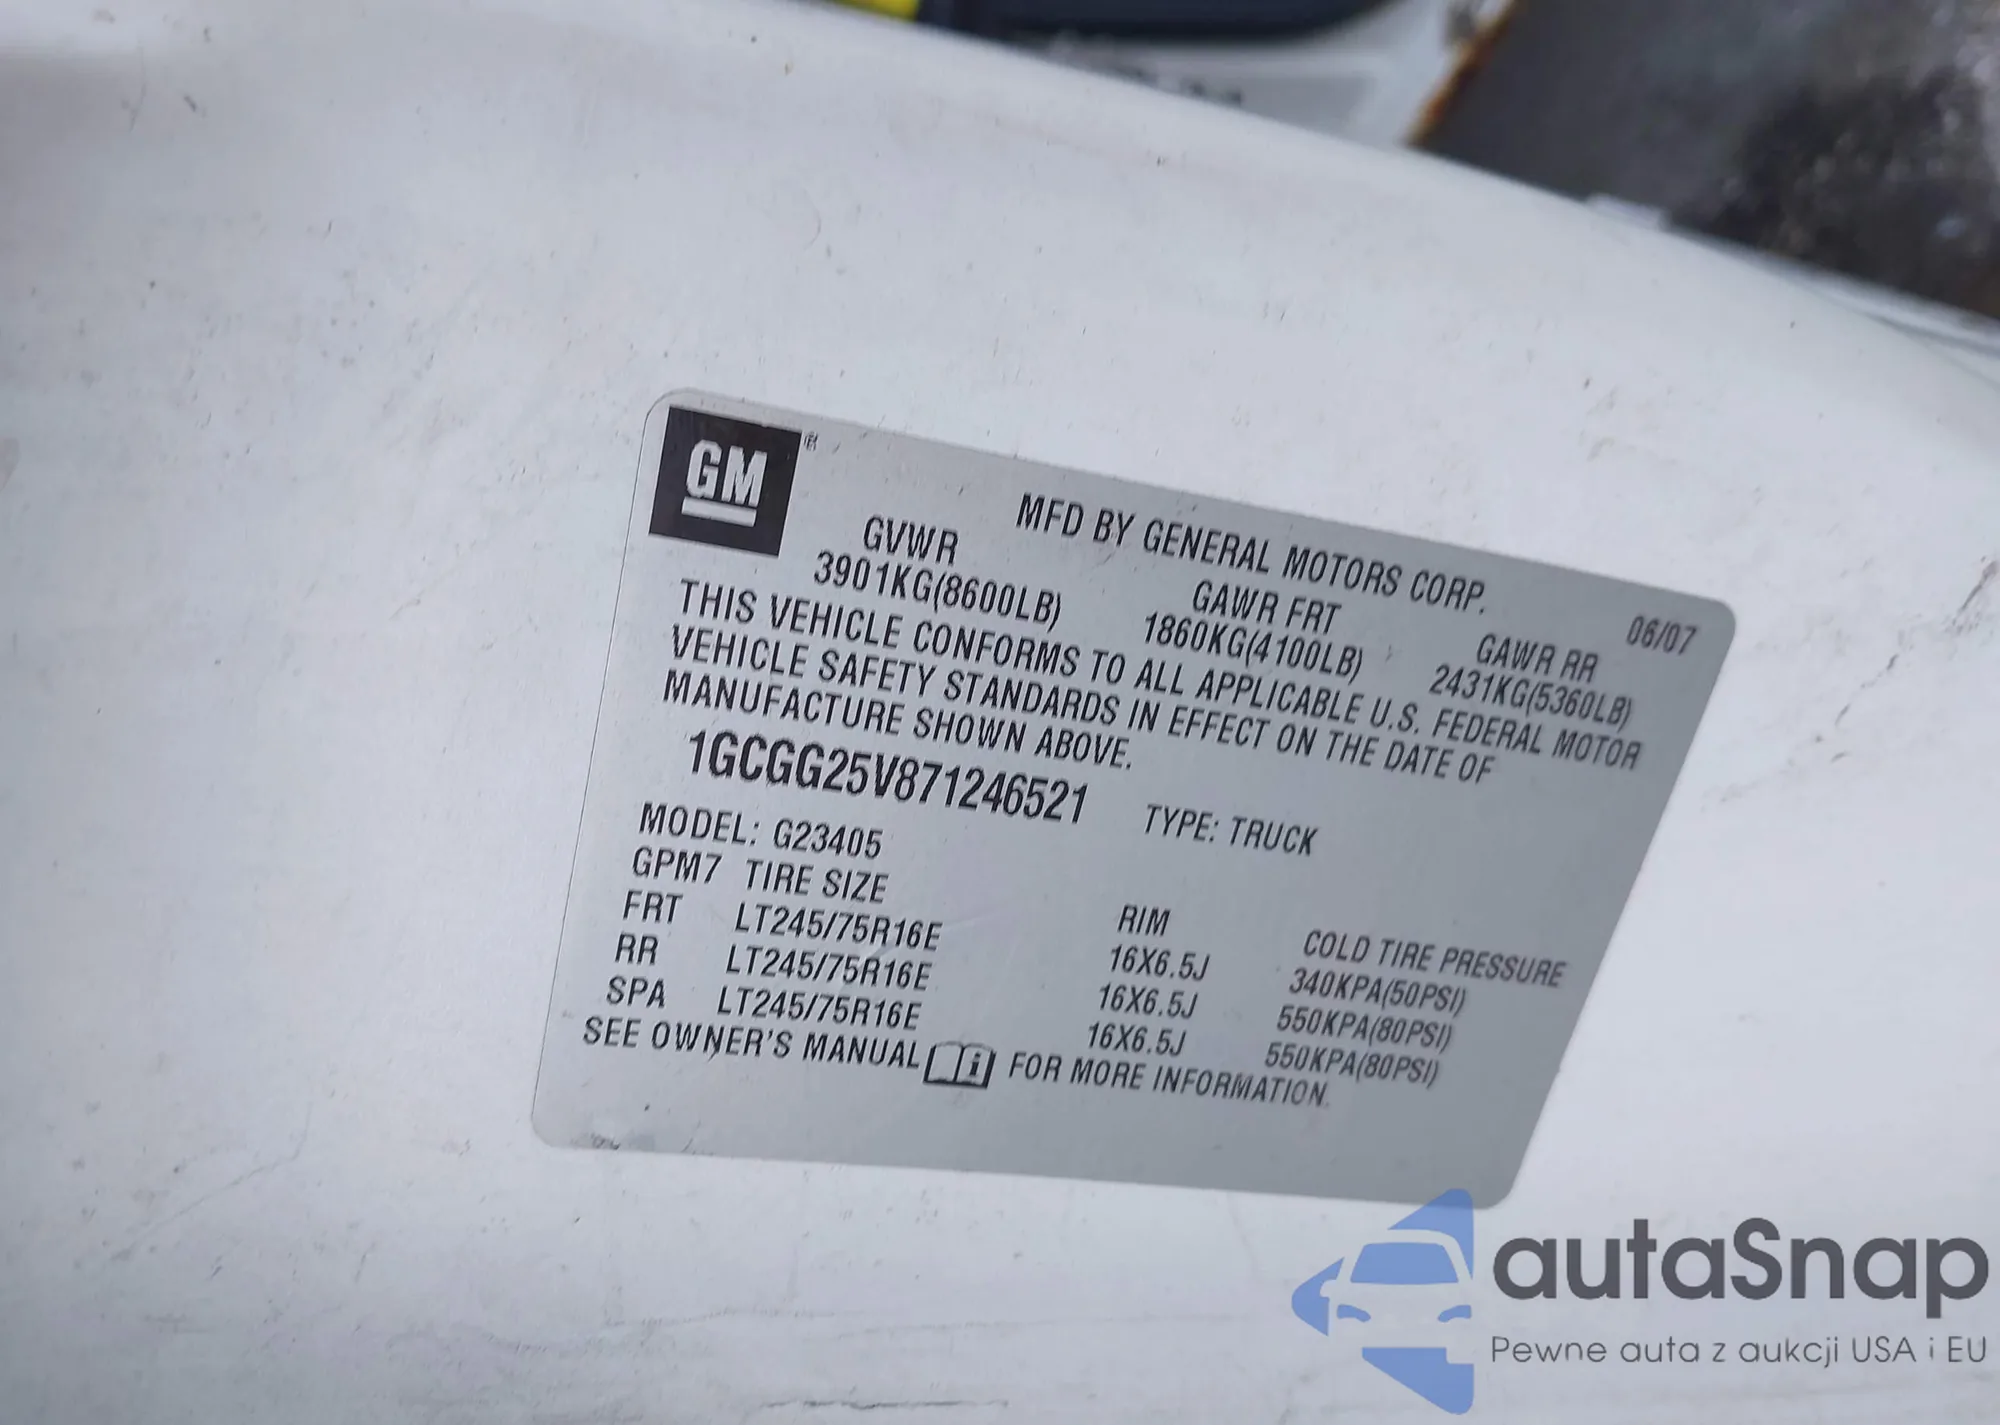 GM®
MFD BY GENERAL MOTORS CORP.
06/07
GVWR GAWR FRT GAWR RR
3901KG(8600LB) 1860KG(4100LB) 2431KG(5360LB)
THIS VEHICLE CONFORMS TO ALL APPLICABLE U.S. FEDERAL MOTOR
VEHICLE SAFETY STANDARDS IN EFFECT ON THE DATE OF
MANUFACTURE SHOWN ABOVE.
1GCGG25V871246521 TYPE: TRUCK
MODEL: G23405
GPM7 TIRE SIZE RIM COLD TIRE PRESSURE
FRT LT245/75R16E 16X6.5J 340KPA(50PSI)
RR LT245/75R16E 16X6.5J 550KPA(80PSI)
SPA LT245/75R16E 16X6.5J 550KPA(80PSI)
SEE OWNER'S MANUAL i FOR MORE INFORMATION.
autaSnap
Pewne auta z aukcji USA i EU